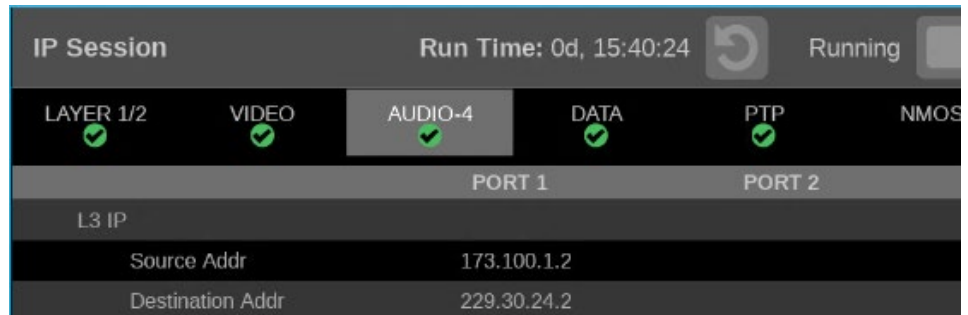 IP Session Run Time: 0d, 15:40:24 Running
LAYER 1/2 VIDEO AUDIO-4 DATA PTP NMOS
PORT 1 PORT 2
L3 IP
Source Addr 173.100.1.2
Destination Addr 229.30.24.2